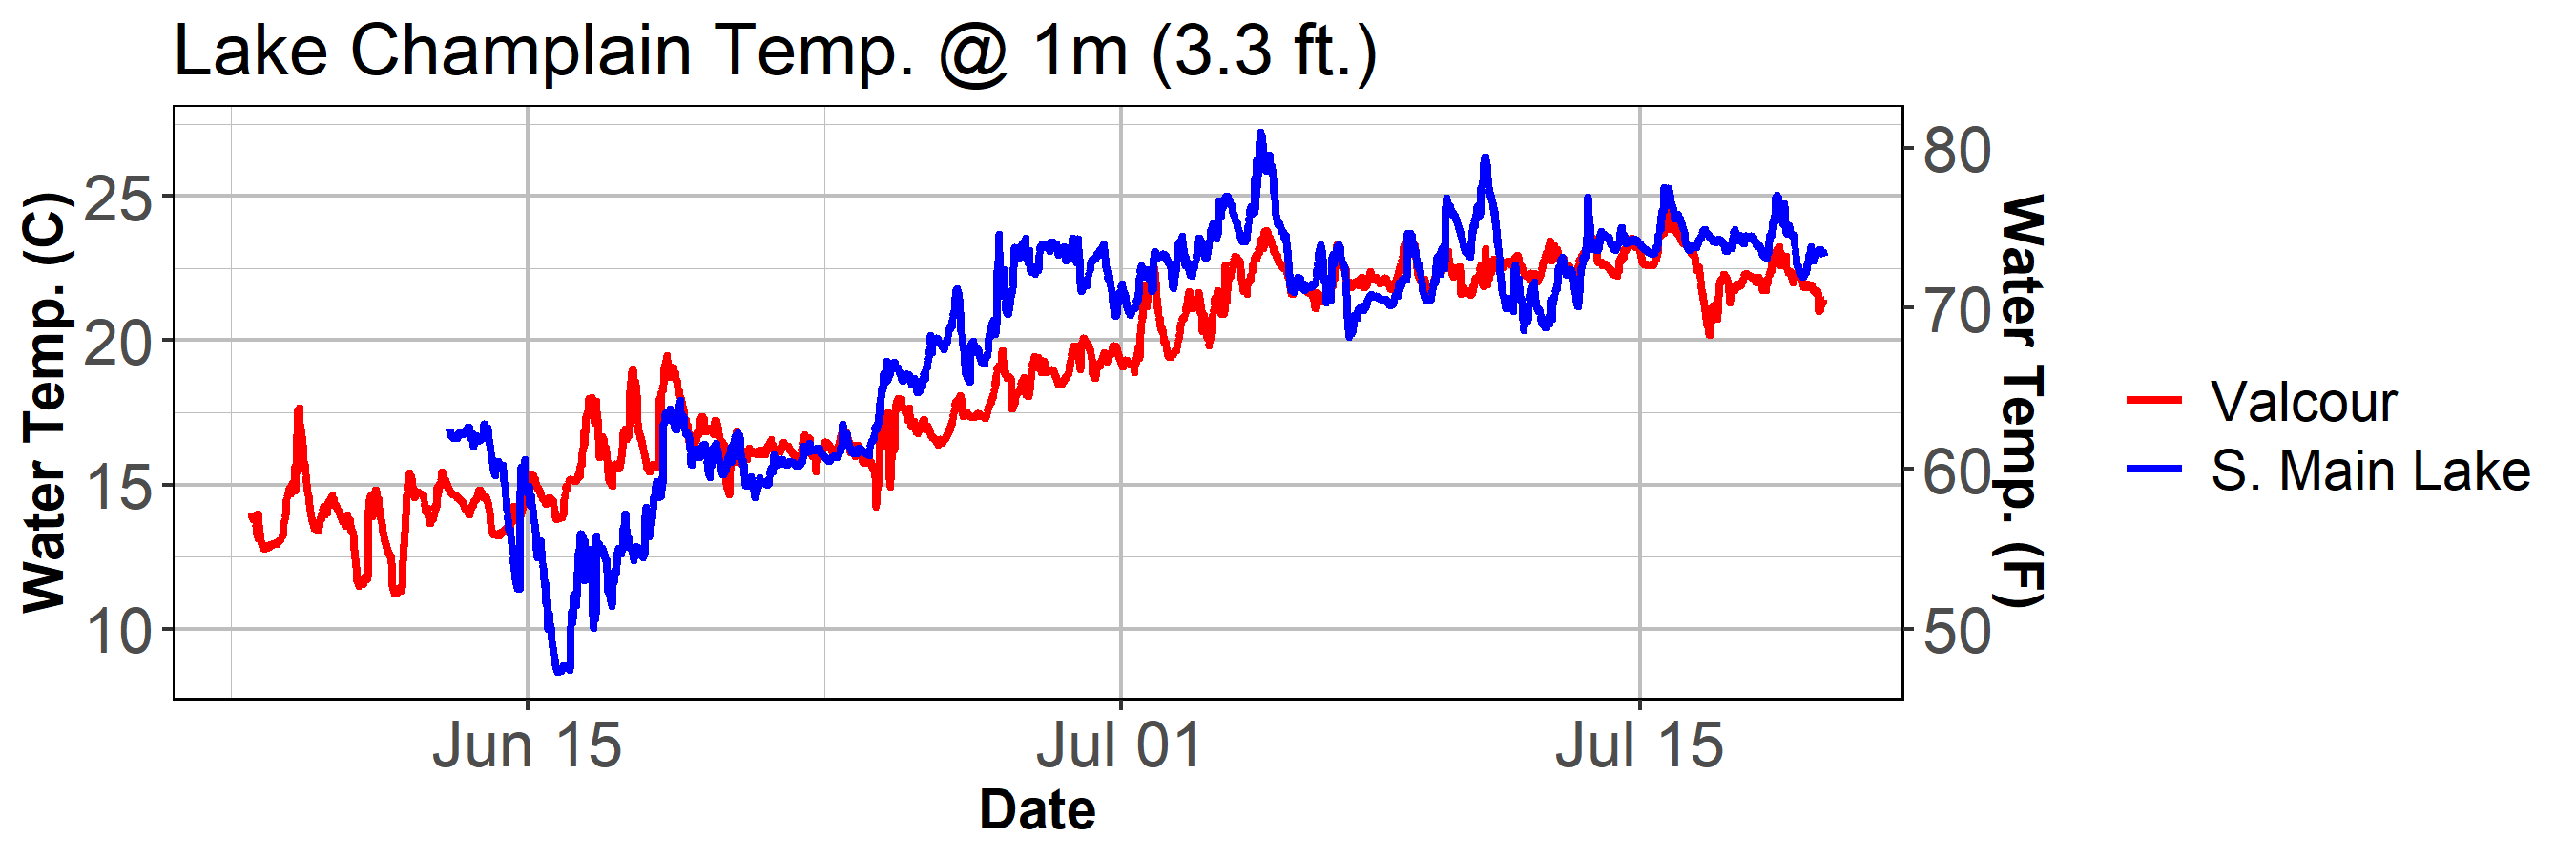 Lake Champlain Temp. @ 1m (3.3 ft.)
Water Temp. (C)
25
20
15
10
80
70
60
50
Water Temp. (F)
Jun 15
Jul 01
Jul 15
Date
Valcour
S. Main Lake